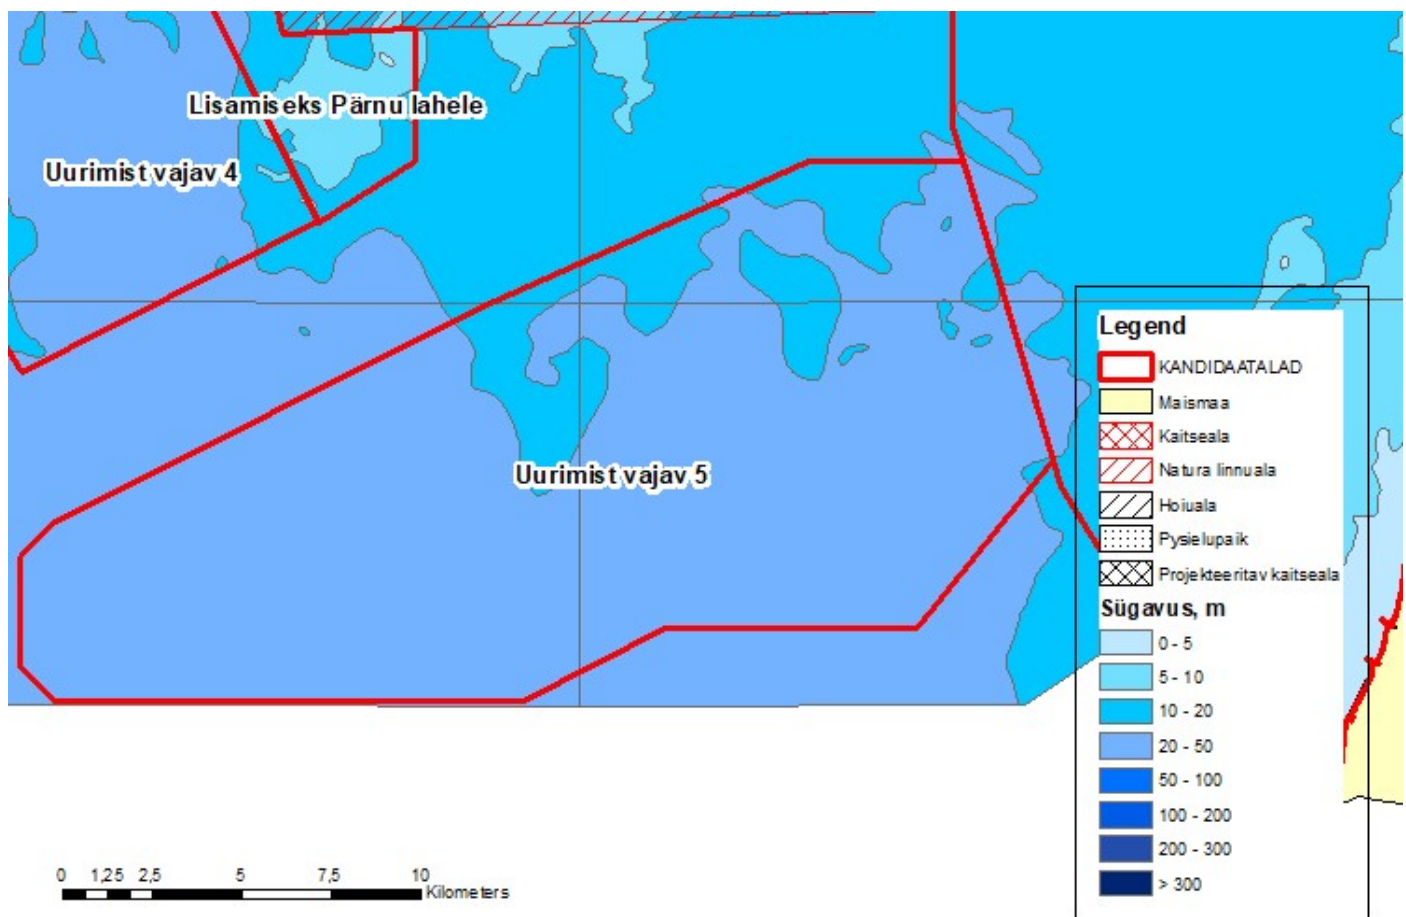 Lisamiseks Pärnu lahele
Uurimist vajav 4
Uurimist vajav 5
Legend
KANDIDAATALAD
Maismaa
Kaitseala
Natura linnuala
Hoiuala
Pysielupaik
Projekteeritav kaitseala
Sügavus, m
0 - 5
5 - 10
10 - 20
20 - 50
50 - 100
100 - 200
200 - 300
> 300
0 1,25 2,5 5 7,5 10
Kilometers